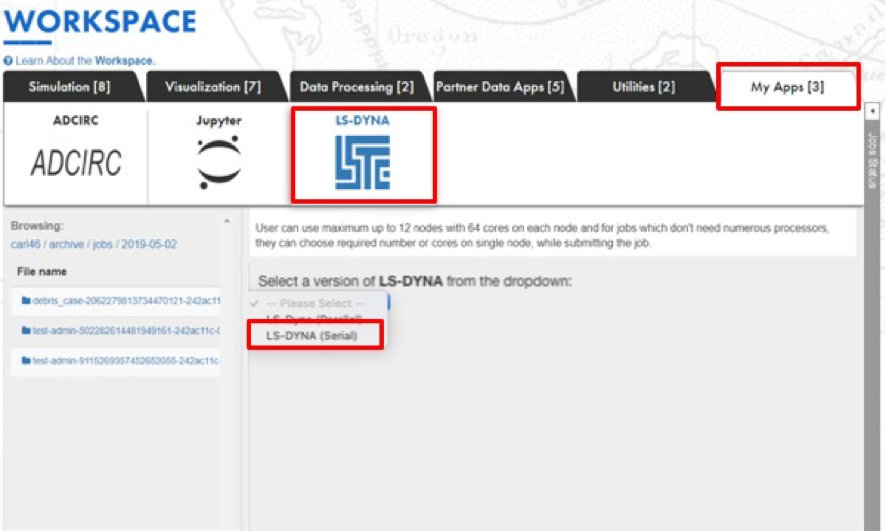 WORKSPACE
Oregon
Learn About the Workspace.
Simulation [8]
Visualization [7]
Data Processing [2]
Partner Data Apps [5]
Utilities [2]
My Apps [3]
ADCIRC
Jupyter
LS-DYNA
ADCIRC
Jobs Status
Browsing:
carl46 / archive / jobs / 2019-05-02
File name
debris_case-2062279813734470121-242ac11
test-admin-502282614481949161-242ac11c-0
test-admin-9115269357452652055-242ac11c-
User can use maximum up to 12 nodes with 64 cores on each node and for jobs which don't need numerous processors,
they can choose required number or cores on single node, while submitting the job.
Select a version of LS-DYNA from the dropdown:
-- Please Select --
LS-Dyna (Parallel)
LS-DYNA (Serial)